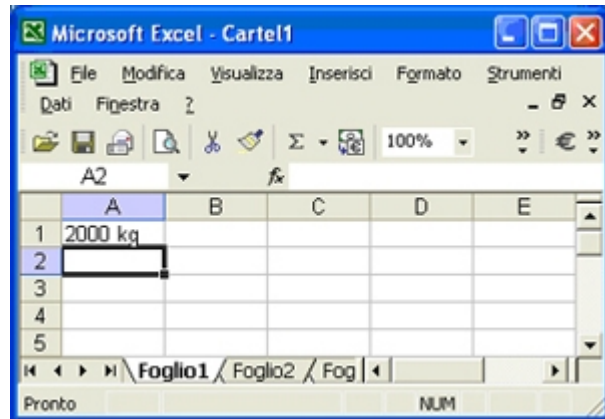 Microsoft Excel - Cartel1
File Modifica Visualizza Inserisci Formato Strumenti
Dati Finestra ?
Σ 100% » € »
A2 fx
A B C D E
1 2000 kg
2
3
4
5
Foglio1 Foglio2 Fog
Pronto NUM